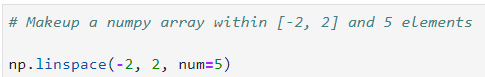 # Makeup a numpy array within [-2, 2] and 5 elements
np.linspace(-2, 2, num=5)